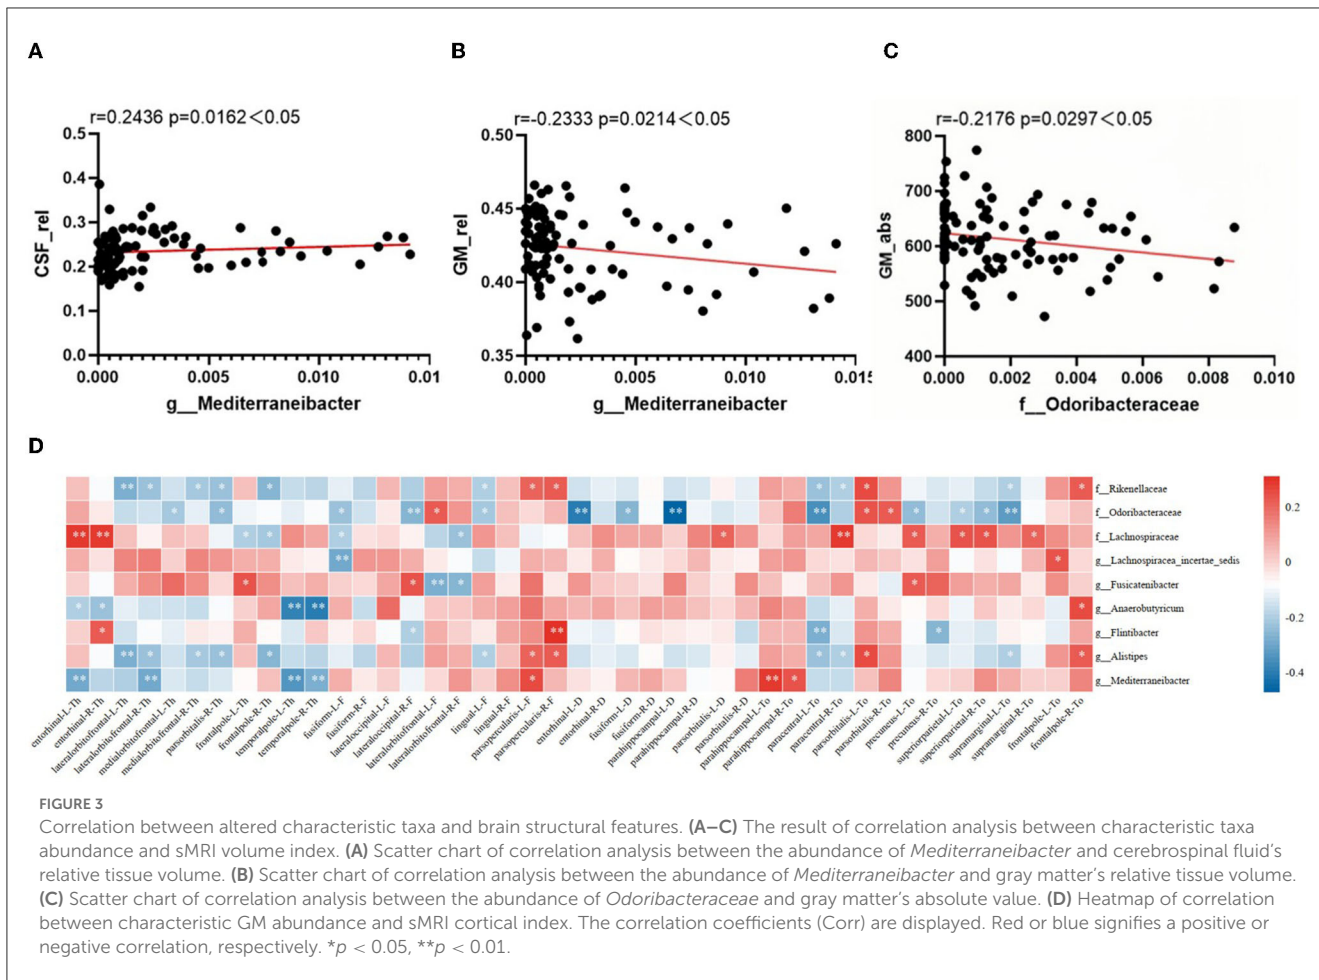 A
B
C
r=0.2436 p=0.0162<0.05
r=-0.2333 p=0.0214<0.05
r=-0.2176 p=0.0297<0.05
0.5
0.4
0.3
0.2
0.1
0.0
CSF_rel
0.000
0.005
0.010
0.01
g__Mediterraneibacter
0.50
0.45
0.40
0.35
GM_rel
0.000
0.005
0.010
0.015
g__Mediterraneibacter
800
700
600
500
400
GM_abs
0.000
0.002
0.004
0.006
0.008
0.010
f__Odoribacteraceae
D
f__Rikenellaceae
f__Odoribacteraceae
f__Lachnospiraceae
g__Lachnospiracea_incertae_sedis
g__Fusicatenibacter
g__Anaerobutyricum
g__Flintibacter
g__Alistipes
g__Mediterraneibacter
0.2
0
-0.2
-0.4
entorhinal-L-Th
entorhinal-R-Th
lateralorbitofrontal-L-Th
lateralorbitofrontal-R-Th
medialorbitofrontal-L-Th
medialorbitofrontal-R-Th
parsorbitalis-R-Th
frontalpole-L-Th
frontalpole-R-Th
temporalpole-L-Th
temporalpole-R-Th
fusiform-L-F
fusiform-R-F
lateraloccipital-L-F
lateraloccipital-R-F
lateralorbitofrontal-L-F
lateralorbitofrontal-R-F
lingual-L-F
lingual-R-F
parsopercularis-L-F
parsopercularis-R-F
entorhinal-L-D
entorhinal-R-D
fusiform-L-D
fusiform-R-D
parahippocampal-L-D
parahippocampal-R-D
parsorbitalis-L-D
parsorbitalis-R-D
parahippocampal-L-To
parahippocampal-R-To
paracentral-L-To
paracentral-R-To
parsorbitalis-L-To
parsorbitalis-R-To
precuneus-L-To
precuneus-R-To
superiorparietal-L-To
superiorparietal-R-To
supramarginal-L-To
supramarginal-R-To
frontalpole-L-To
frontalpole-R-To
FIGURE 3
Correlation between altered characteristic taxa and brain structural features. (A–C) The result of correlation analysis between characteristic taxa
abundance and sMRI volume index. (A) Scatter chart of correlation analysis between the abundance of Mediterraneibacter and cerebrospinal fluid's
relative tissue volume. (B) Scatter chart of correlation analysis between the abundance of Mediterraneibacter and gray matter's relative tissue volume.
(C) Scatter chart of correlation analysis between the abundance of Odoribacteraceae and gray matter's absolute value. (D) Heatmap of correlation
between characteristic GM abundance and sMRI cortical index. The correlation coefficients (Corr) are displayed. Red or blue signifies a positive or
negative correlation, respectively. *p < 0.05, **p < 0.01.